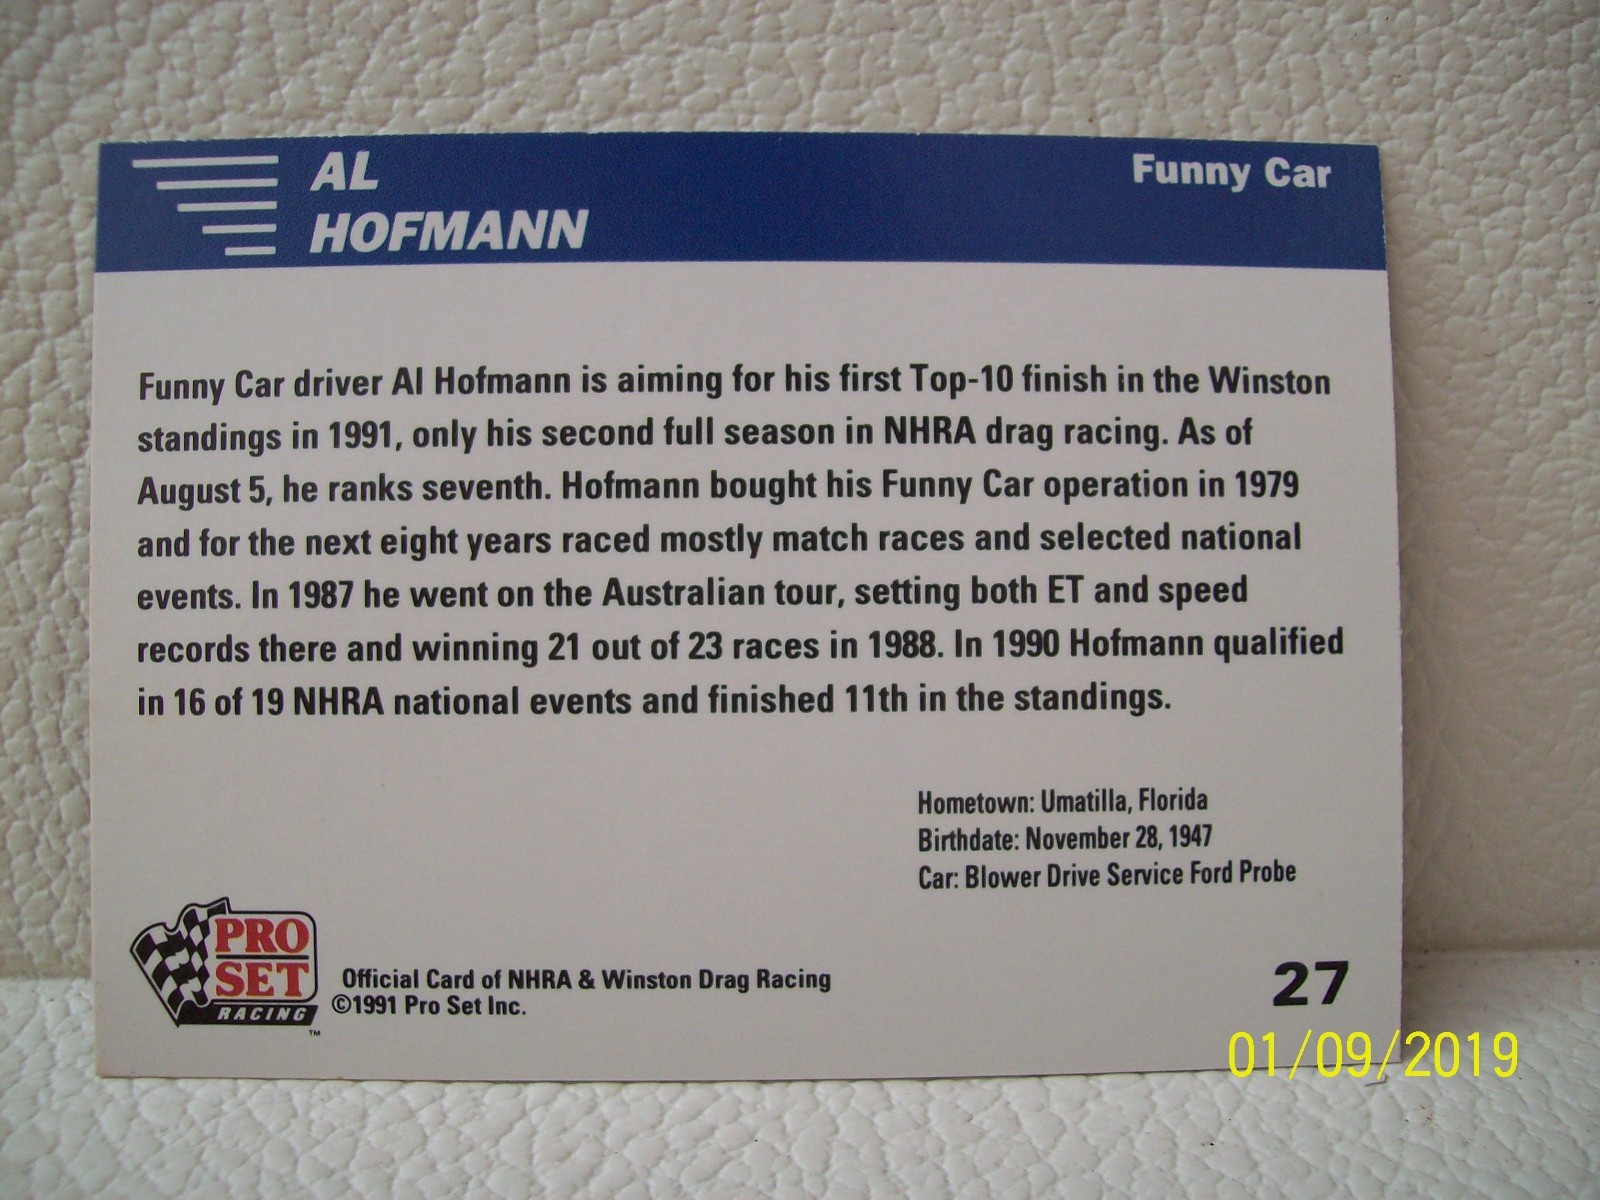 AL
HOFMANN
Funny Car
Funny Car driver Al Hofmann is aiming for his first Top-10 finish in the Winston
standings in 1991, only his second full season in NHRA drag racing. As of
August 5, he ranks seventh. Hofmann bought his Funny Car operation in 1979
and for the next eight years raced mostly match races and selected national
events. In 1987 he went on the Australian tour, setting both ET and speed
records there and winning 21 out of 23 races in 1988. In 1990 Hofmann qualified
in 16 of 19 NHRA national events and finished 11th in the standings.
Hometown: Umatilla, Florida
Birthdate: November 28, 1947
Car: Blower Drive Service Ford Probe
PRO
SET
RACING
™
Official Card of NHRA & Winston Drag Racing
©1991 Pro Set Inc.
27
01/09/2019